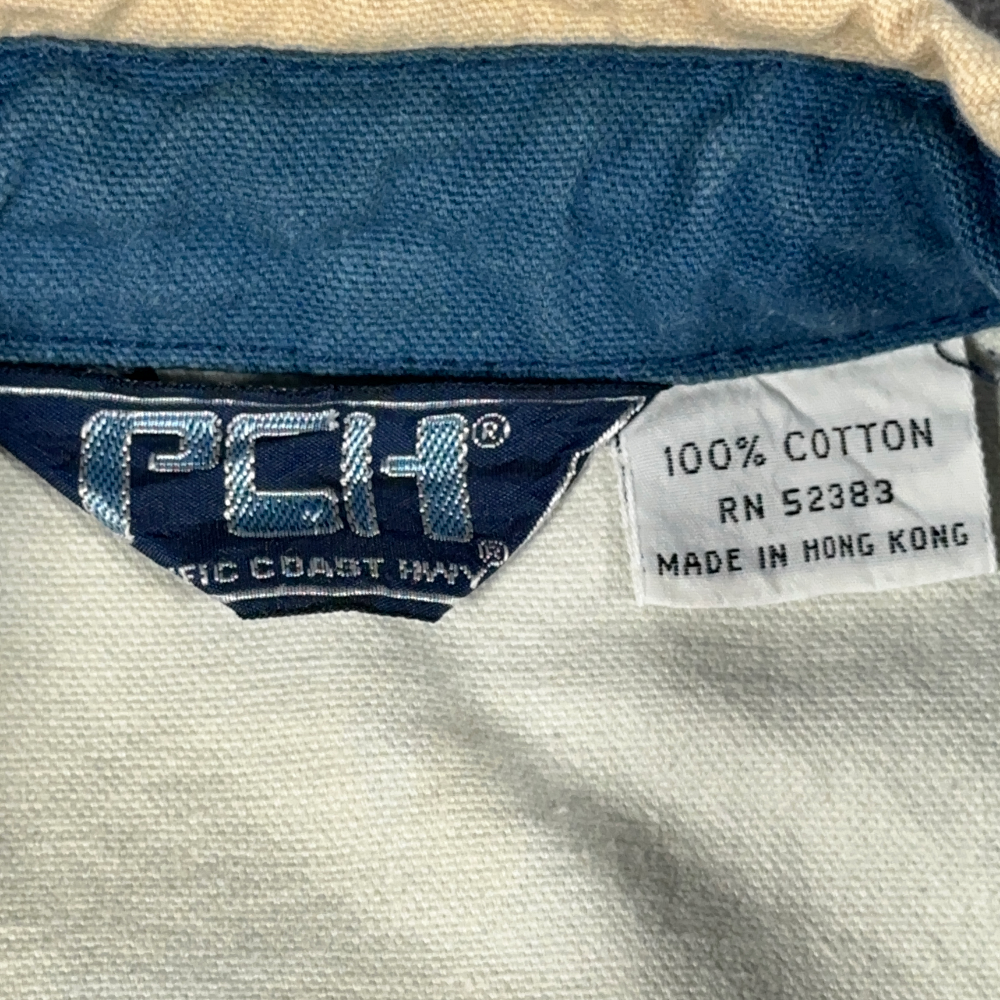 PCH®
FIC COAST HWY®
100% COTTON
RN 52383
MADE IN HONG KONG